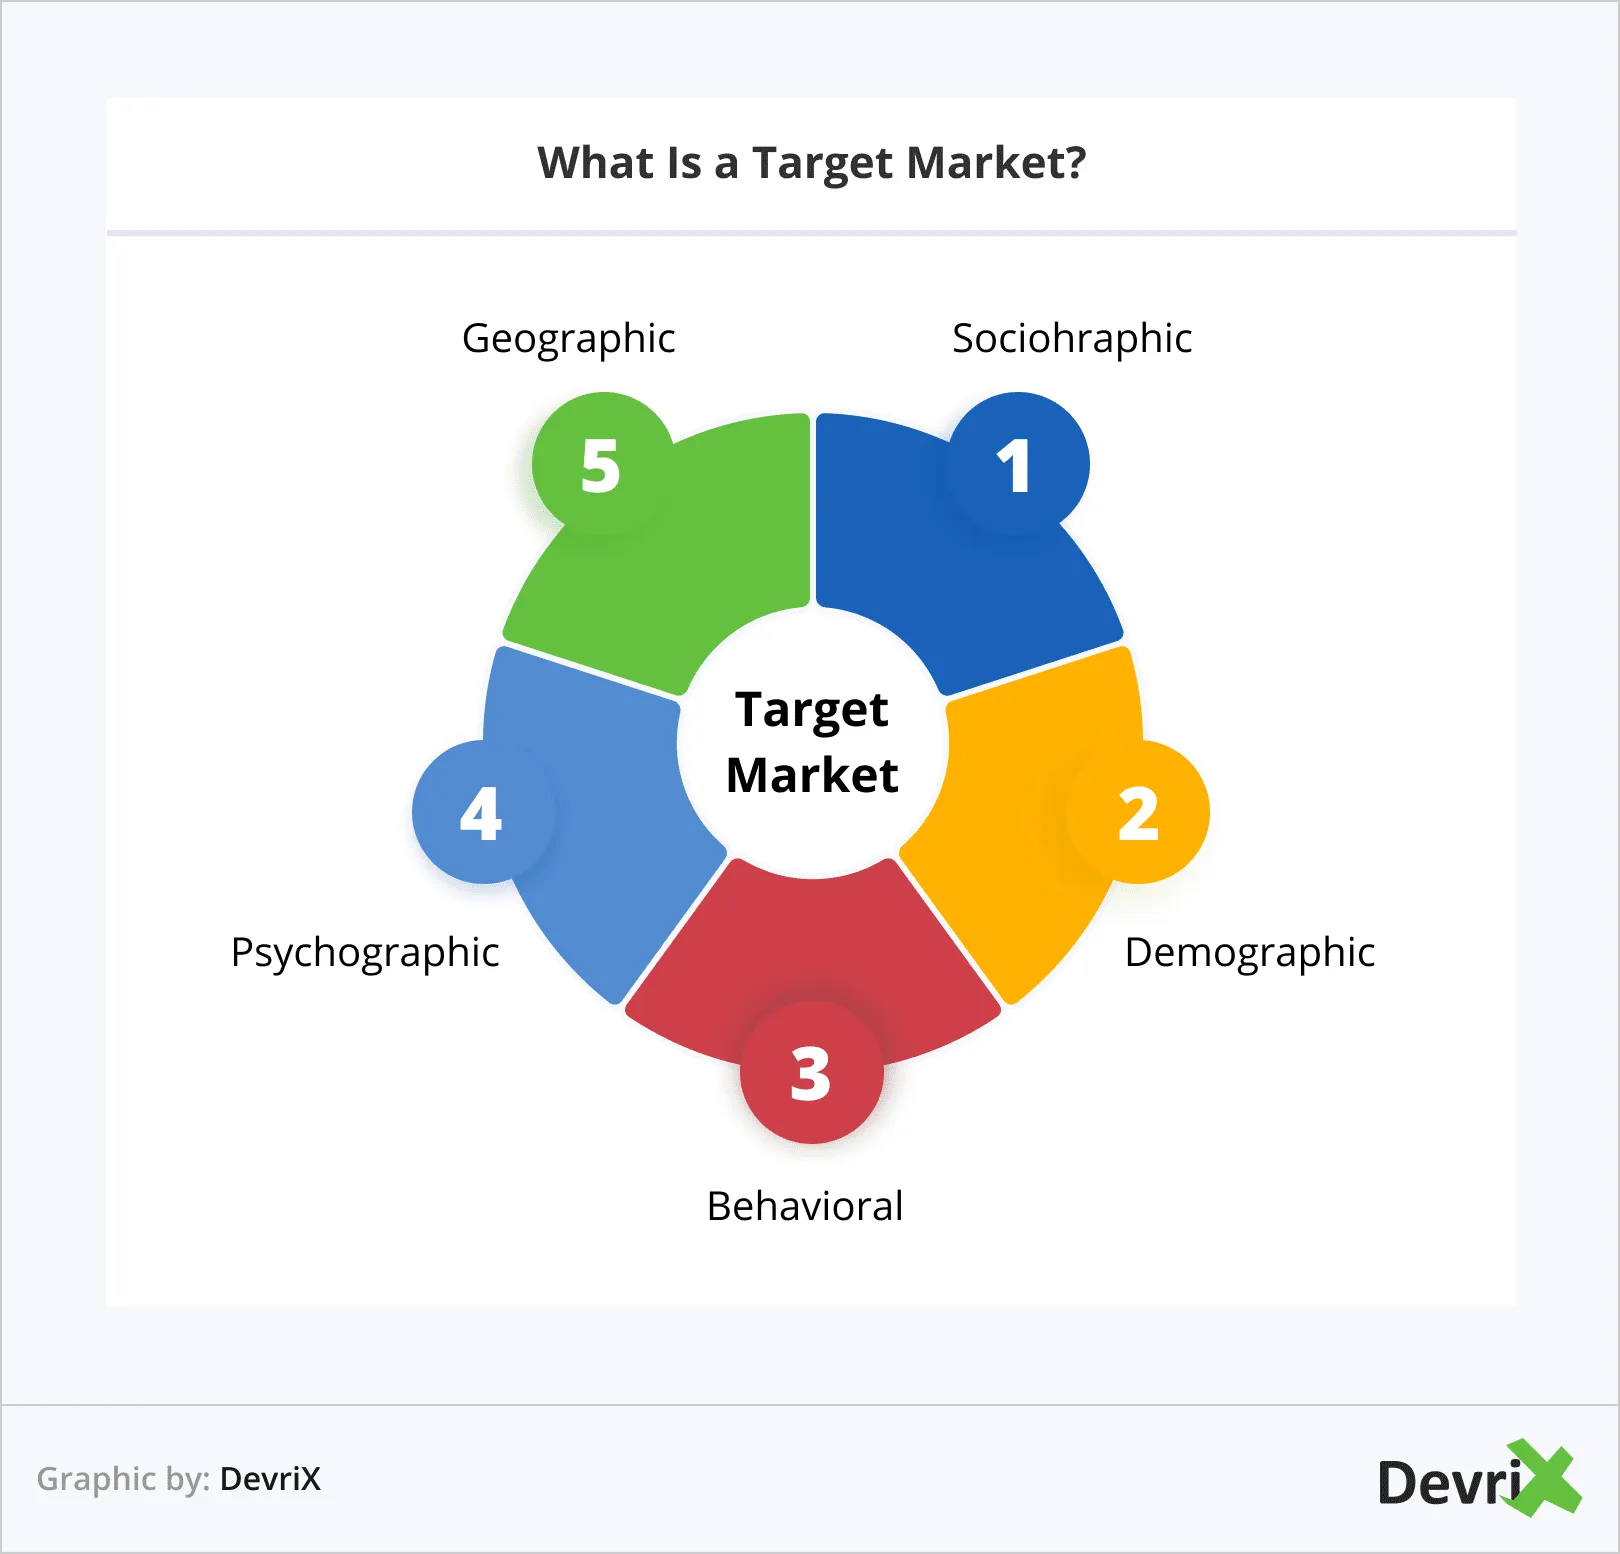 What Is a Target Market?
Geographic
Sociohraphic
5
1
Target
Market
4
2
Psychographic
Demographic
3
Behavioral
Graphic by: DevriX
DevriX